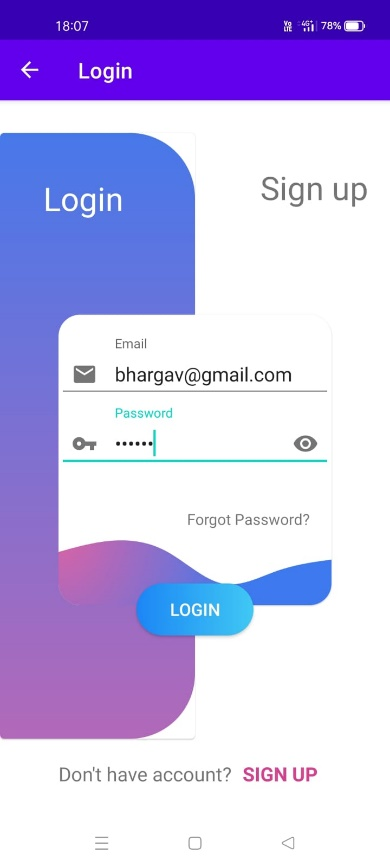 18:07 Vo LTE 4G+ 78%
Login
Login
Sign up
Email
bhargav@gmail.com
Password
••••••
Forgot Password?
LOGIN
Don't have account? SIGN UP